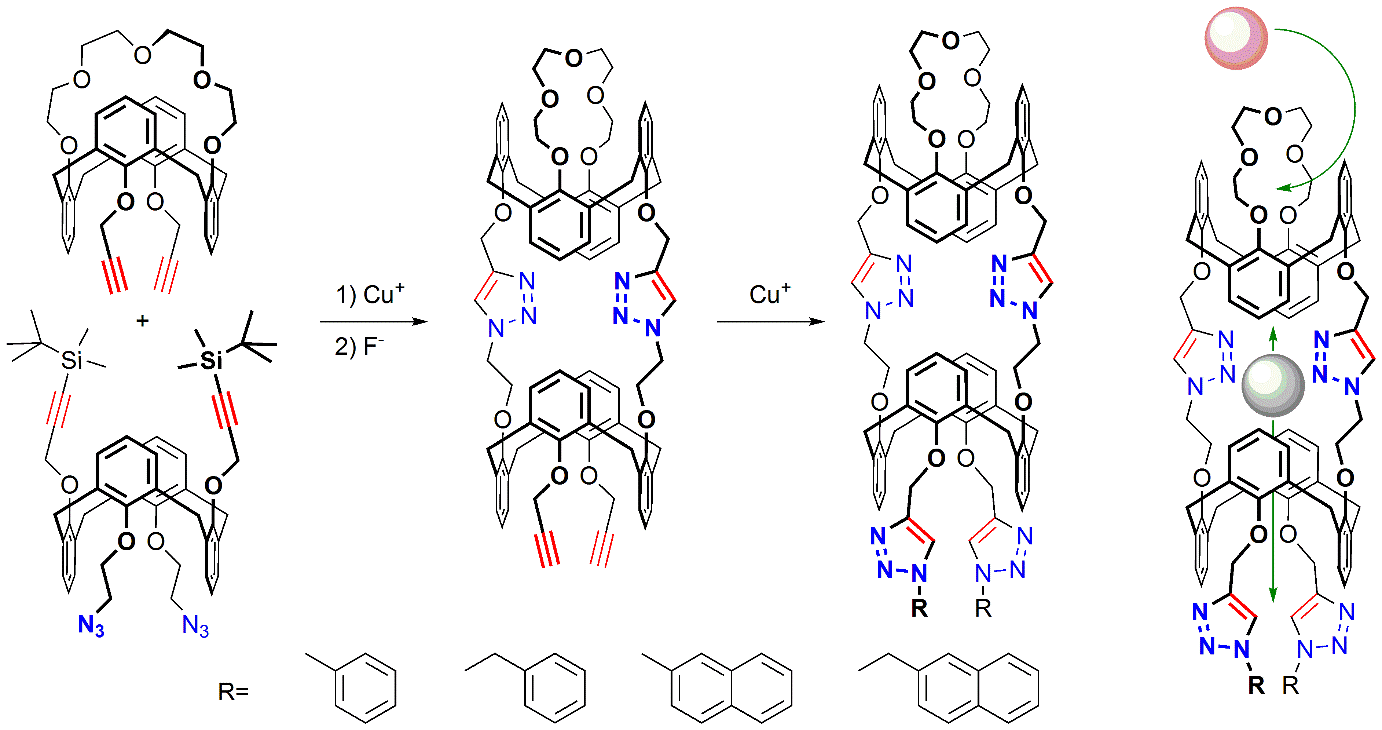 O
O O
O O
O O
+
Si Si
O O
O O
N₃ N₃
1) Cu⁺
2) F⁻
O
O O
O O
O O
N N
N N
N N
O O
O O
Cu⁺
O
O O
O O
O O
N N
N N
N N
O O
O O
N N
N N N N
R R
O
O O
O O
O O
N N
N N
N N
O O
O O
N N
N N N N
R R
R=